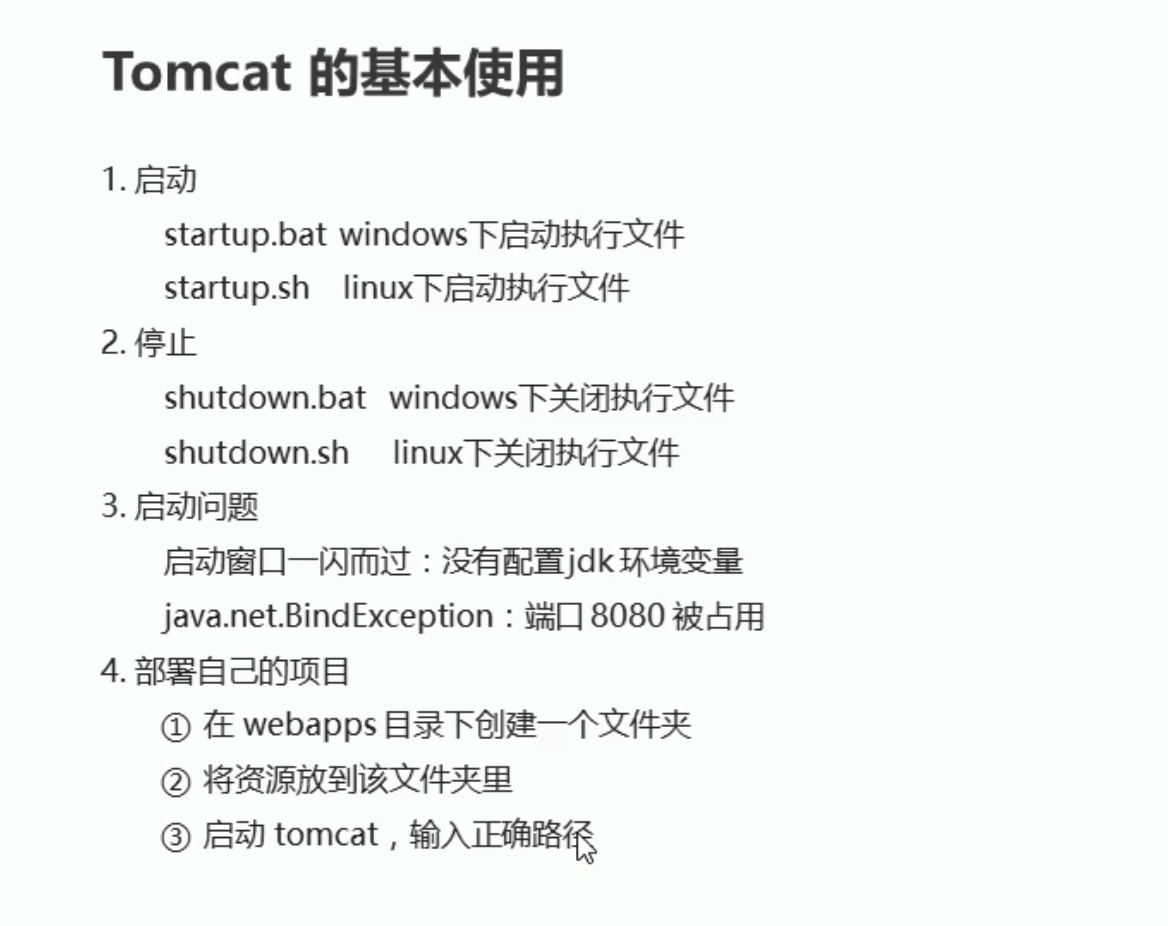 Tomcat 的基本使用
1. 启动
startup.bat windows下启动执行文件
startup.sh linux下启动执行文件
2. 停止
shutdown.bat windows下关闭执行文件
shutdown.sh linux下关闭执行文件
3. 启动问题
启动窗口一闪而过：没有配置jdk环境变量
java.net.BindException：端口 8080 被占用
4. 部署自己的项目
① 在 webapps 目录下创建一个文件夹
② 将资源放到该文件夹里
③ 启动 tomcat，输入正确路径